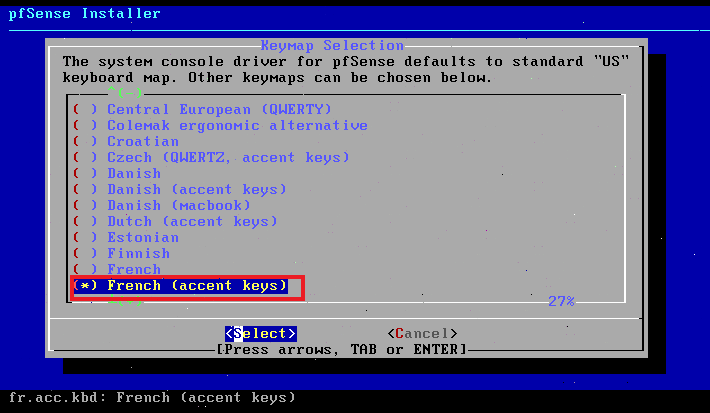 pfSense Installer
Keymap Selection
The system console driver for pfSense defaults to standard "US"
keyboard map. Other keymaps can be chosen below.
^(-)
( ) Central European (QWERTY)
( ) Colemak ergonomic alternative
( ) Croatian
( ) Czech (QWERTZ, accent keys)
( ) Danish
( ) Danish (accent keys)
( ) Danish (macbook)
( ) Dutch (accent keys)
( ) Estonian
( ) Finnish
( ) French
(*) French (accent keys)
27%
<Select> <Cancel>
[Press arrows, TAB or ENTER]
fr.acc.kbd: French (accent keys)